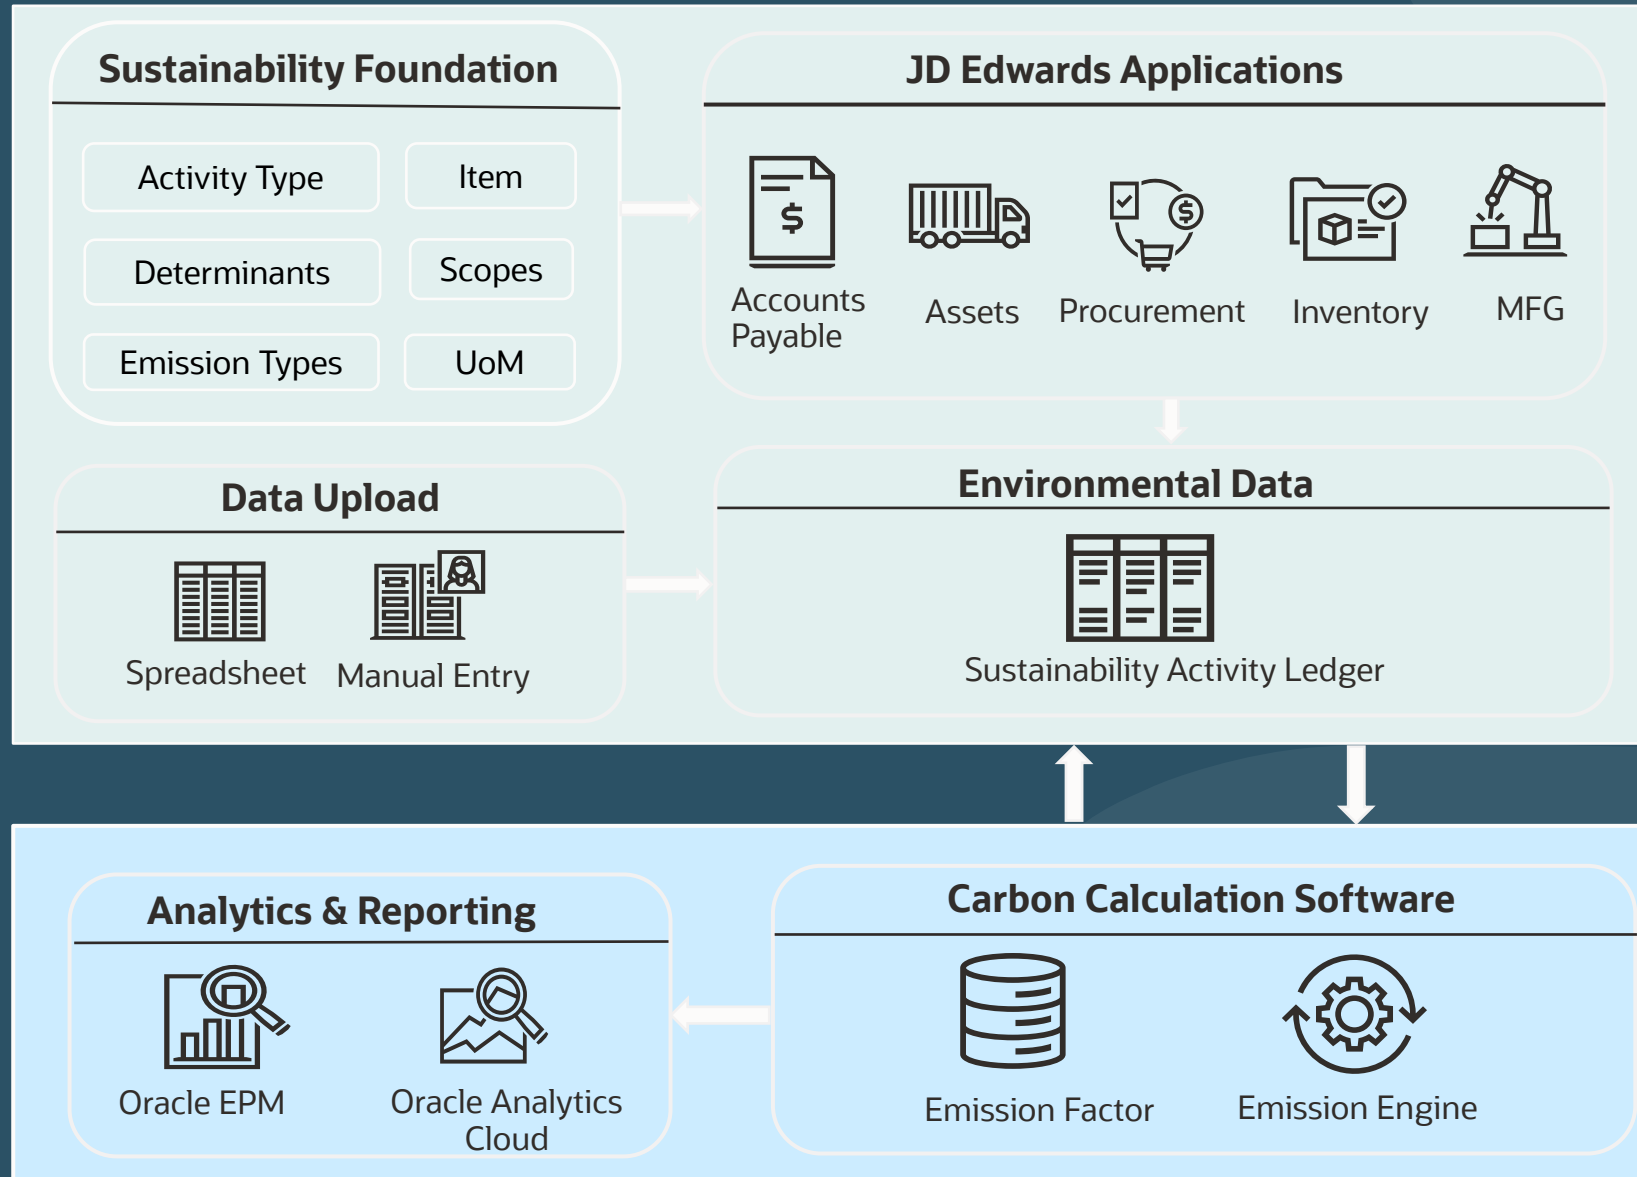 Sustainability Foundation
Activity Type
Item
Determinants
Scopes
Emission Types
UoM
JD Edwards Applications
$
$
Accounts
Payable
Assets
Procurement
Inventory
MFG
Data Upload
Spreadsheet
Manual Entry
Environmental Data
Sustainability Activity Ledger
Analytics & Reporting
Oracle EPM
Oracle Analytics
Cloud
Carbon Calculation Software
Emission Factor
Emission Engine